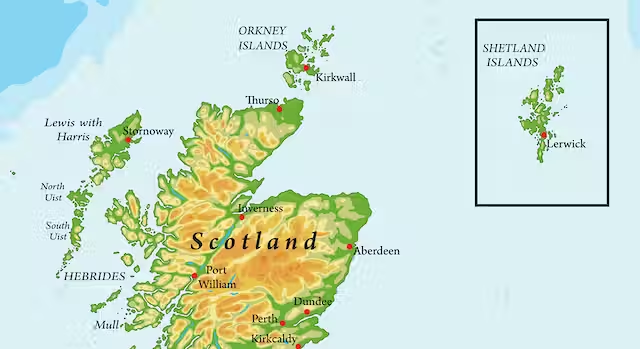 ORKNEY
ISLANDS
Kirkwall
SHETLAND
ISLANDS
Lerwick
Thurso
Lewis with
Harris
Stornoway
North
Uist
South
Uist
HEBRIDES
Inverness
Scotland
Aberdeen
Port
William
Mull
Dundee
Perth
Kirkcaldy